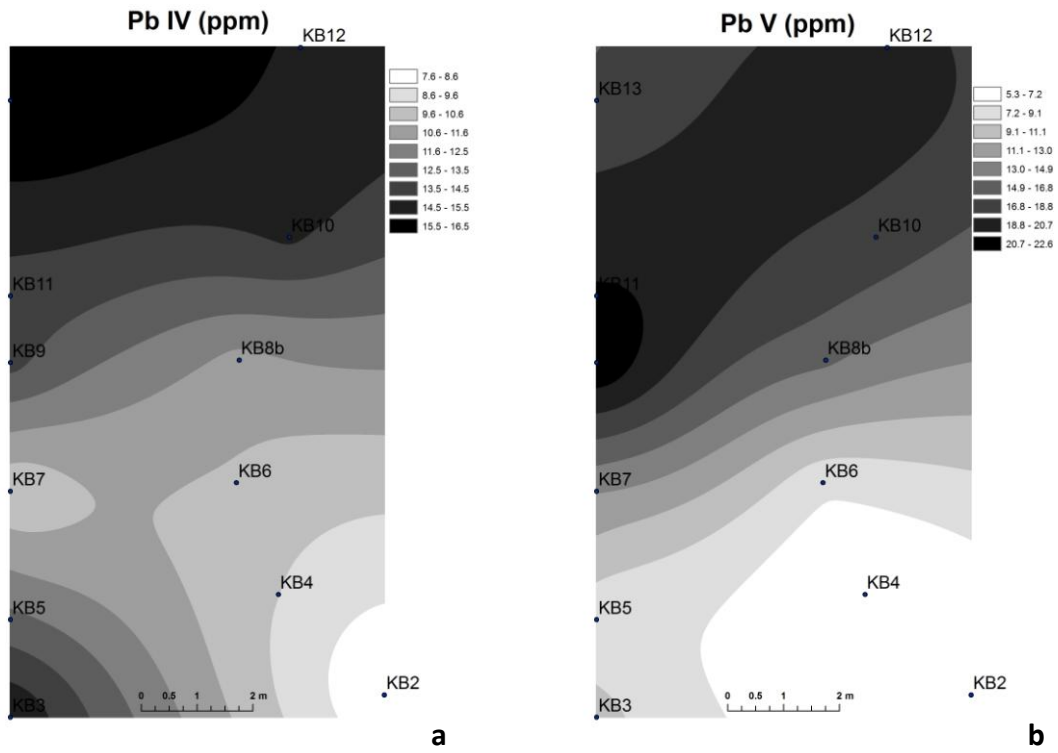 Pb IV (ppm)
KB12
7.6 - 8.6
8.6 - 9.6
9.6 - 10.6
10.6 - 11.6
11.6 - 12.5
12.5 - 13.5
13.5 - 14.5
14.5 - 15.5
15.5 - 16.5
KB10
KB11
KB9
KB8b
KB7
KB6
KB4
KB5
KB2
KB3
0 0.5 1 2 m
a
Pb V (ppm)
KB12
KB13
5.3 - 7.2
7.2 - 9.1
9.1 - 11.1
11.1 - 13.0
13.0 - 14.9
14.9 - 16.8
16.8 - 18.8
18.8 - 20.7
20.7 - 22.6
KB10
KB11
KB8b
KB7
KB6
KB4
KB5
KB2
KB3
0 0.5 1 2 m
b